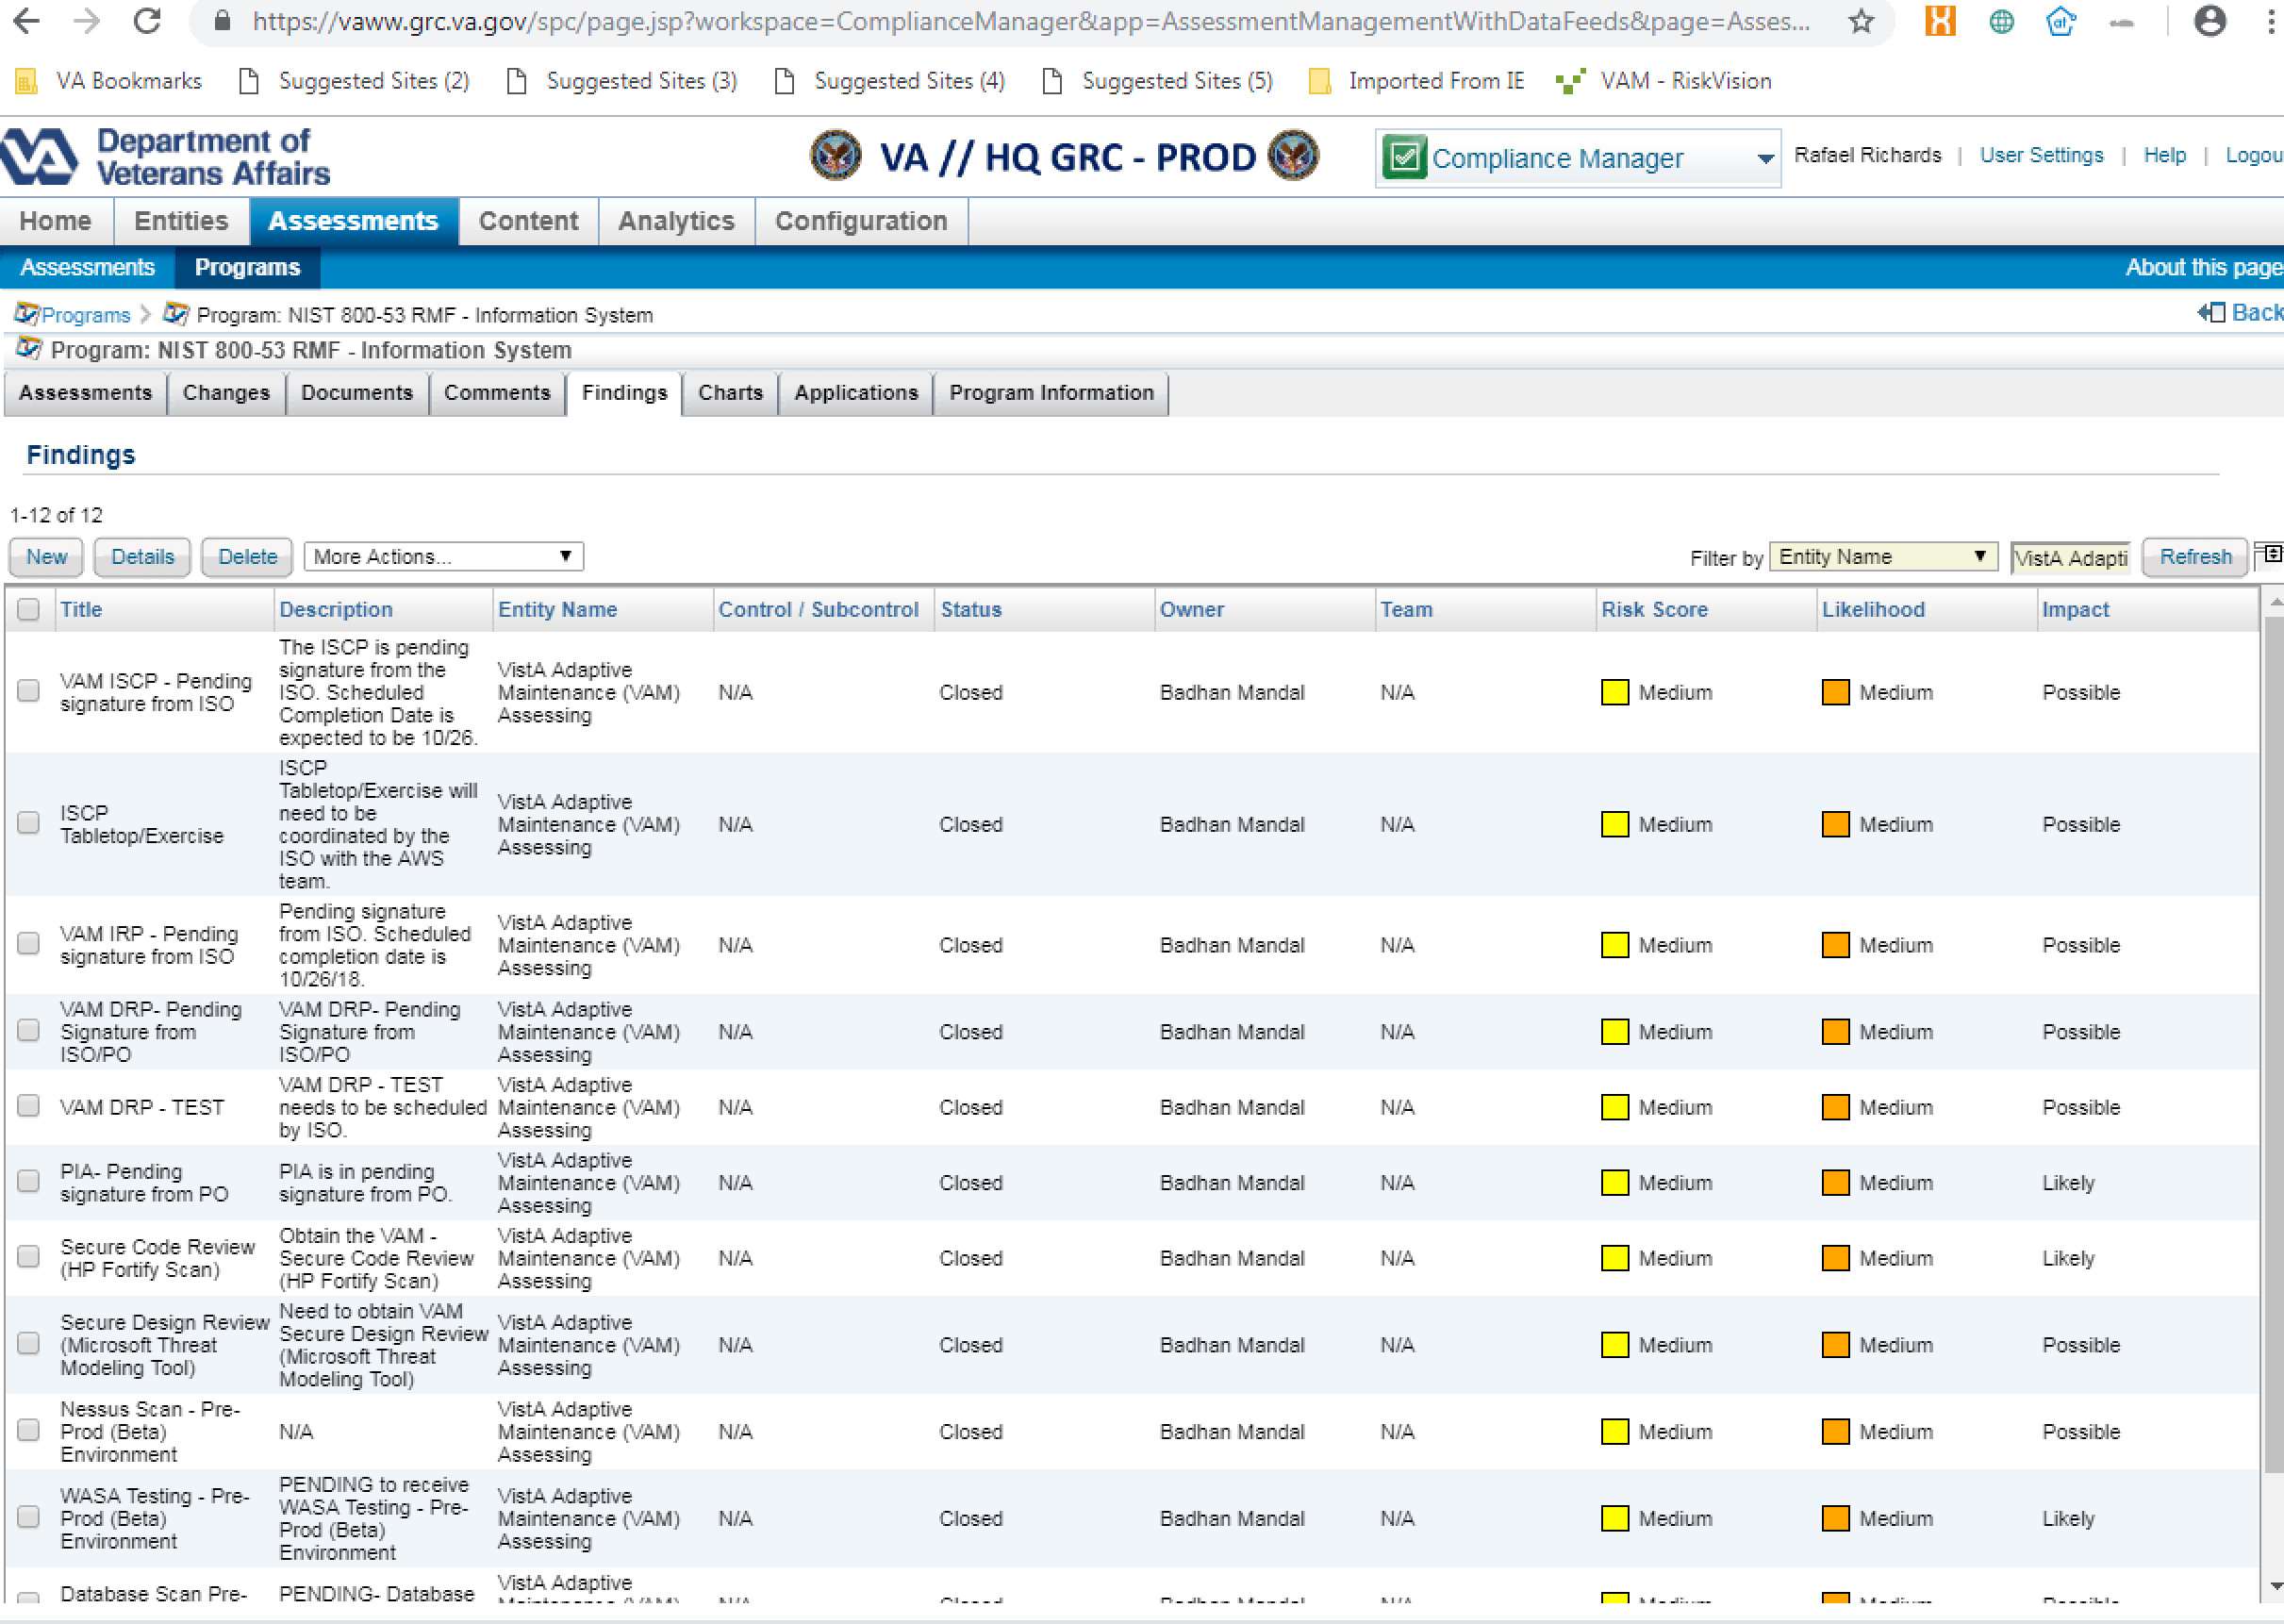 https://vaww.grc.va.gov/spc/page.jsp?workspace=ComplianceManager&app=AssessmentManagementWithDataFeeds&page=Asses...
VA Bookmarks Suggested Sites (2) Suggested Sites (3) Suggested Sites (4) Suggested Sites (5) Imported From IE VAM - RiskVision
Department of
Veterans Affairs
VA // HQ GRC - PROD
Compliance Manager
Rafael Richards | User Settings | Help | Logou
Home Entities Assessments Content Analytics Configuration
Assessments Programs About this page
Programs Program: NIST 800-53 RMF - Information System Back
Program: NIST 800-53 RMF - Information System
Assessments Changes Documents Comments Findings Charts Applications Program Information
Findings
1-12 of 12
New Details Delete More Actions... Filter by Entity Name VistA Adapti Refresh
Title Description Entity Name Control / Subcontrol Status Owner Team Risk Score Likelihood Impact
VAM ISCP - Pending
signature from ISO
The ISCP is pending
signature from the
ISO. Scheduled
Completion Date is
expected to be 10/26.
VistA Adaptive
Maintenance (VAM)
Assessing
N/A Closed Badhan Mandal N/A Medium Medium Possible
ISCP
Tabletop/Exercise
ISCP
Tabletop/Exercise will
need to be
coordinated by the
ISO with the AWS
team.
VistA Adaptive
Maintenance (VAM)
Assessing
N/A Closed Badhan Mandal N/A Medium Medium Possible
VAM IRP - Pending
signature from ISO
Pending signature
from ISO. Scheduled
completion date is
10/26/18.
VistA Adaptive
Maintenance (VAM)
Assessing
N/A Closed Badhan Mandal N/A Medium Medium Possible
VAM DRP- Pending
Signature from
ISO/PO
VAM DRP- Pending
Signature from
ISO/PO
VistA Adaptive
Maintenance (VAM)
Assessing
N/A Closed Badhan Mandal N/A Medium Medium Possible
VAM DRP - TEST
VAM DRP - TEST
needs to be scheduled
by ISO.
VistA Adaptive
Maintenance (VAM)
Assessing
N/A Closed Badhan Mandal N/A Medium Medium Possible
PIA- Pending
signature from PO
PIA is in pending
signature from PO.
VistA Adaptive
Maintenance (VAM)
Assessing
N/A Closed Badhan Mandal N/A Medium Medium Likely
Secure Code Review
(HP Fortify Scan)
Obtain the VAM -
Secure Code Review
(HP Fortify Scan)
VistA Adaptive
Maintenance (VAM)
Assessing
N/A Closed Badhan Mandal N/A Medium Medium Likely
Secure Design Review
(Microsoft Threat
Modeling Tool)
Need to obtain VAM
Secure Design Review
(Microsoft Threat
Modeling Tool)
VistA Adaptive
Maintenance (VAM)
Assessing
N/A Closed Badhan Mandal N/A Medium Medium Possible
Nessus Scan - Pre-
Prod (Beta)
Environment
N/A
VistA Adaptive
Maintenance (VAM)
Assessing
N/A Closed Badhan Mandal N/A Medium Medium Possible
WASA Testing - Pre-
Prod (Beta)
Environment
PENDING to receive
WASA Testing - Pre-
Prod (Beta)
Environment
VistA Adaptive
Maintenance (VAM)
Assessing
N/A Closed Badhan Mandal N/A Medium Medium Likely
Database Scan Pre-
PENDING- Database
VistA Adaptive